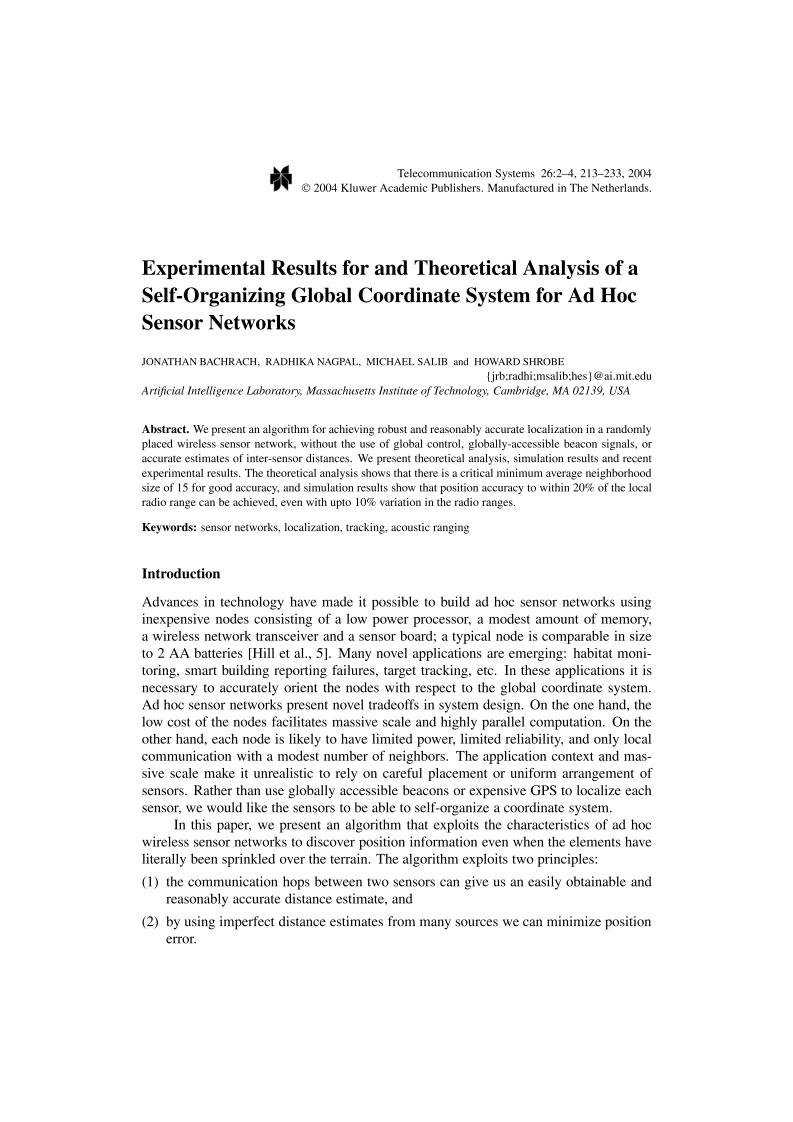 Telecommunication Systems 26:2–4, 213–233, 2004
© 2004 Kluwer Academic Publishers. Manufactured in The Netherlands.
Experimental Results for and Theoretical Analysis of a
Self-Organizing Global Coordinate System for Ad Hoc
Sensor Networks
JONATHAN BACHRACH, RADHIKA NAGPAL, MICHAEL SALIB and HOWARD SHROBE
{jrb;radhi;msalib;hes}@ai.mit.edu
Artificial Intelligence Laboratory, Massachusetts Institute of Technology, Cambridge, MA 02139, USA
Abstract. We present an algorithm for achieving robust and reasonably accurate localization in a randomly
placed wireless sensor network, without the use of global control, globally-accessible beacon signals, or
accurate estimates of inter-sensor distances. We present theoretical analysis, simulation results and recent
experimental results. The theoretical analysis shows that there is a critical minimum average neighborhood
size of 15 for good accuracy, and simulation results show that position accuracy to within 20% of the local
radio range can be achieved, even with upto 10% variation in the radio ranges.
Keywords: sensor networks, localization, tracking, acoustic ranging
Introduction
Advances in technology have made it possible to build ad hoc sensor networks using
inexpensive nodes consisting of a low power processor, a modest amount of memory,
a wireless network transceiver and a sensor board; a typical node is comparable in size
to 2 AA batteries [Hill et al., 5]. Many novel applications are emerging: habitat moni-
toring, smart building reporting failures, target tracking, etc. In these applications it is
necessary to accurately orient the nodes with respect to the global coordinate system.
Ad hoc sensor networks present novel tradeoffs in system design. On the one hand, the
low cost of the nodes facilitates massive scale and highly parallel computation. On the
other hand, each node is likely to have limited power, limited reliability, and only local
communication with a modest number of neighbors. The application context and mas-
sive scale make it unrealistic to rely on careful placement or uniform arrangement of
sensors. Rather than use globally accessible beacons or expensive GPS to localize each
sensor, we would like the sensors to be able to self-organize a coordinate system.
In this paper, we present an algorithm that exploits the characteristics of ad hoc
wireless sensor networks to discover position information even when the elements have
literally been sprinkled over the terrain. The algorithm exploits two principles:
(1) the communication hops between two sensors can give us an easily obtainable and
reasonably accurate distance estimate, and
(2) by using imperfect distance estimates from many sources we can minimize position
error.